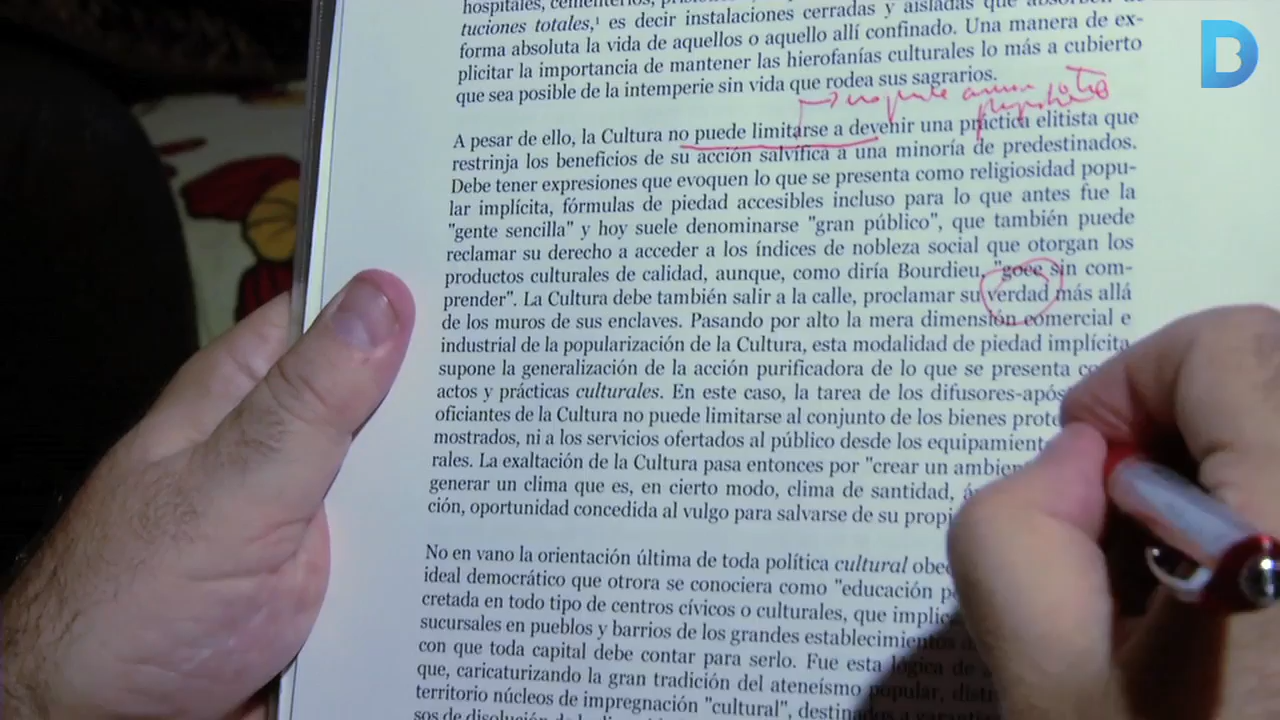 hospitales, cementerios,
tuciones totales,¹ es decir instalaciones cerradas y aisladas que absorben de
forma absoluta la vida de aquellos o aquello allí confinado. Una manera de ex-
plicitar la importancia de mantener las hierofanías culturales lo más a cubierto
que sea posible de la intemperie sin vida que rodea sus sagrarios.
A pesar de ello, la Cultura no puede limitarse a devenir una práctica elitista que
restrinja los beneficios de su acción salvífica a una minoría de predestinados.
Debe tener expresiones que evoquen lo que se presenta como religiosidad popu-
lar implícita, fórmulas de piedad accesibles incluso para lo que antes fue la
"gente sencilla" y hoy suele denominarse "gran público", que también puede
reclamar su derecho a acceder a los índices de nobleza social que otorgan los
productos culturales de calidad, aunque, como diría Bourdieu, "goce sin com-
prender". La Cultura debe también salir a la calle, proclamar su verdad más allá
de los muros de sus enclaves. Pasando por alto la mera dimensión comercial e
industrial de la popularización de la Cultura, esta modalidad de piedad implícita
supone la generalización de la acción purificadora de lo que se presenta
actos y prácticas culturales. En este caso, la tarea de los difusores-após
oficiantes de la Cultura no puede limitarse al conjunto de los bienes prote
mostrados, ni a los servicios ofertados al público desde los equipamient
rales. La exaltación de la Cultura pasa entonces por "crear un ambien
generar un clima que es, en cierto modo, clima de santidad,
ción, oportunidad concedida al vulgo para salvarse de su propi
No en vano la orientación última de toda política cultural obe
ideal democrático que otrora se conociera como "educación
cretada en todo tipo de centros cívicos o culturales, que implic
sucursales en pueblos y barrios de los grandes establecimien
con que toda capital debe contar para serlo. Fue esta lógica de
que, caricaturizando la gran tradición del ateneísmo popular,
territorio núcleos de impregnación "cultural", destinados a